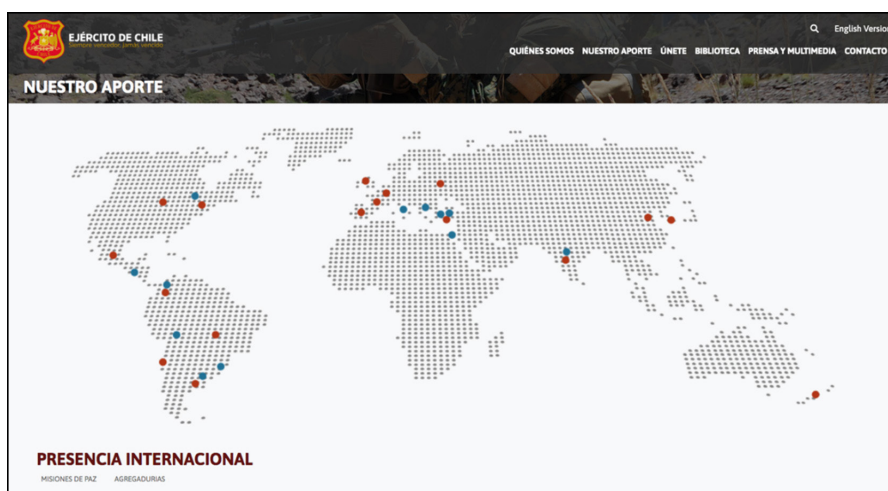 English Version
EJÉRCITO DE CHILE
Siempre vencedor, jamás vencido
QUIÉNES SOMOS NUESTRO APORTE ÚNETE BIBLIOTECA PRENSA Y MULTIMEDIA CONTACTO
NUESTRO APORTE
PRESENCIA INTERNACIONAL
MISIONES DE PAZ AGREGADURIAS